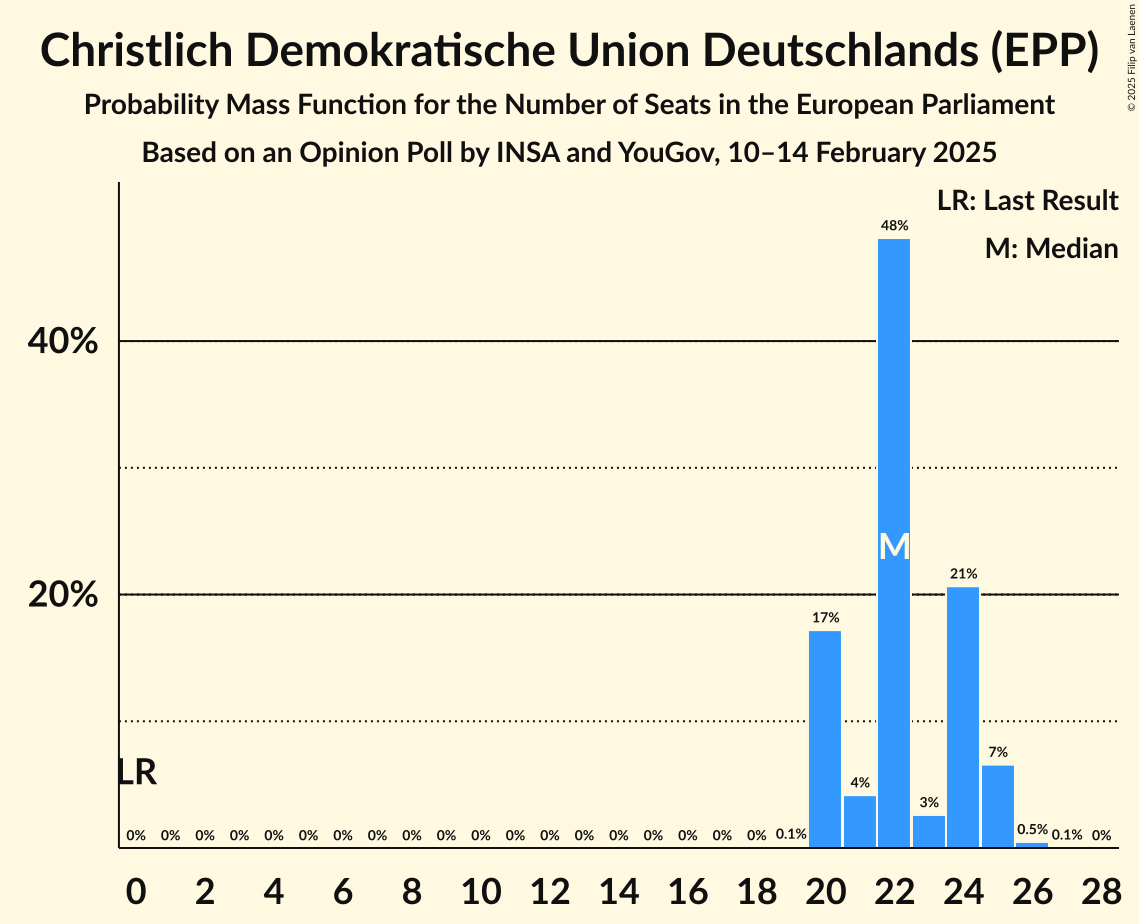 Christlich Demokratische Union Deutschlands (EPP)
Probability Mass Function for the Number of Seats in the European Parliament
Based on an Opinion Poll by INSA and YouGov, 10–14 February 2025
© 2025 Filip van Laenen
LR: Last Result
M: Median
48%
40%
M
21%
20%
17%
7%
LR
4%
3%
0% 0% 0% 0% 0% 0% 0% 0% 0% 0% 0% 0% 0% 0% 0% 0% 0% 0% 0% 0.1% 0.5% 0.1% 0%
0 2 4 6 8 10 12 14 16 18 20 22 24 26 28